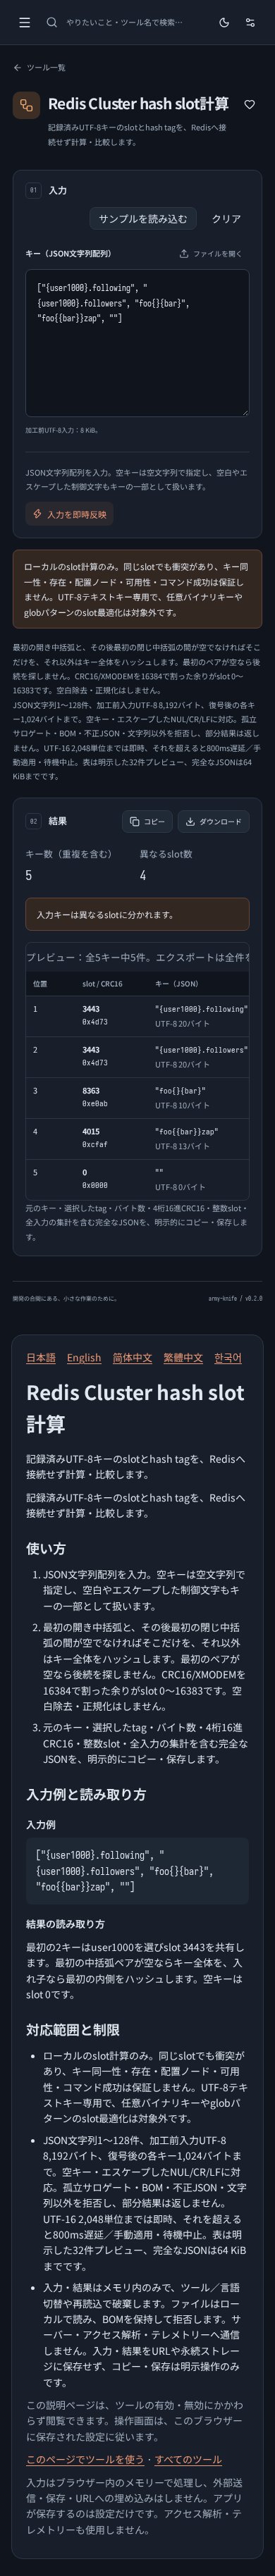 やりたいこと・ツール名で検索…
ツール一覧
Redis Cluster hash slot計算
記録済みUTF-8キーのslotとhash tagを、Redisへ接
続せず計算・比較します。
01 入力
サンプルを読み込む クリア
キー（JSON文字列配列） ファイルを開く
["{user1000}.following", "
{user1000}.followers", "foo{}{bar}",
"foo{{bar}}zap", ""]
加工前UTF-8入力：8 KiB。
JSON文字列配列を入力。空キーは空文字列で指定し、空白やエ
スケープした制御文字もキーの一部として扱います。
入力を即時反映
ローカルのslot計算のみ。同じslotでも衝突があり、キー同
一性・存在・配置ノード・可用性・コマンド成功は保証し
ません。UTF-8テキストキー専用で、任意バイナリキーや
globパターンのslot最適化は対象外です。
最初の開き中括弧と、その後最初の閉じ中括弧の間が空でなければそこ
だけを、それ以外はキー全体をハッシュします。最初のペアが空なら後
続を探しません。CRC16/XMODEMを16384で割った余りがslot 0〜
16383です。空白除去・正規化はしません。
JSON文字列1〜128件、加工前入力UTF-8 8,192バイト、復号後の各キ
ー1,024バイトまで。空キー・エスケープしたNUL/CR/LFに対応。孤立
サロゲート・BOM・不正JSON・文字列以外を拒否し、部分結果は返し
ません。UTF-16 2,048単位までは即時、それを超えると800ms遅延／手
動適用・待機中止。表は明示した32件プレビュー、完全なJSONは64
KiBまでです。
02 結果
コピー ダウンロード
キー数（重複を含む） 異なるslot数
5 4
入力キーは異なるslotに分かれます。
プレビュー：全5キー中5件。エクスポートは全件を
位置 slot / CRC16 キー（JSON）
1 3443 "{user1000}.following"
0x4d73 UTF-8 20バイト
2 3443 "{user1000}.followers"
0x4d73 UTF-8 20バイト
3 8363 "foo{}{bar}"
0x0eab UTF-8 10バイト
4 4015 "foo{{bar}}zap"
0xcfaf UTF-8 13バイト
5 0 ""
0x0000 UTF-8 0バイト
元のキー・選択したtag・バイト数・4桁16進CRC16・整数slot・
全入力の集計を含む完全なJSONを、明示的にコピー・保存しま
す。
開発の合間にある、小さな作業のために。 army-knife / v0.2.0
日本語 English 简体中文 繁體中文 한국어
Redis Cluster hash slot
計算
記録済みUTF-8キーのslotとhash tagを、Redisへ
接続せず計算・比較します。
記録済みUTF-8キーのslotとhash tagを、Redisへ
接続せず計算・比較します。
使い方
1. JSON文字列配列を入力。空キーは空文字列で
指定し、空白やエスケープした制御文字もキ
ーの一部として扱います。
2. 最初の開き中括弧と、その後最初の閉じ中括
弧の間が空でなければそこだけを、それ以外
はキー全体をハッシュします。最初のペアが
空なら後続を探しません。CRC16/XMODEMを
16384で割った余りがslot 0〜16383です。空
白除去・正規化はしません。
3. 元のキー・選択したtag・バイト数・4桁16進
CRC16・整数slot・全入力の集計を含む完全な
JSONを、明示的にコピー・保存します。
入力例と読み取り方
入力例
["{user1000}.following", "
{user1000}.followers", "foo{}{bar}",
"foo{{bar}}zap", ""]
結果の読み取り方
最初の2キーはuser1000を選びslot 3443を共有し
ます。最初の中括弧ペアが空ならキー全体を、入
れ子なら最初の内側をハッシュします。空キーは
slot 0です。
対応範囲と制限
• ローカルのslot計算のみ。同じslotでも衝突が
あり、キー同一性・存在・配置ノード・可用
性・コマンド成功は保証しません。UTF-8テキ
ストキー専用で、任意バイナリキーやglobパ
ターンのslot最適化は対象外です。
• JSON文字列1〜128件、加工前入力UTF-8
8,192バイト、復号後の各キー1,024バイトま
で。空キー・エスケープしたNUL/CR/LFに対
応。孤立サロゲート・BOM・不正JSON・文字
列以外を拒否し、部分結果は返しません。
UTF-16 2,048単位までは即時、それを超える
と800ms遅延／手動適用・待機中止。表は明
示した32件プレビュー、完全なJSONは64 KiB
までです。
• 入力・結果はメモリ内のみで、ツール／言語
切替や再読込で破棄します。ファイルはロー
カルで読み、BOMを保持して拒否します。サ
ーバー・アクセス解析・テレメトリーへ通信
しません。入力・結果をURLや永続ストレー
ジに保存せず、コピー・保存は明示操作のみ
です。
この説明ページは、ツールの有効・無効にかかわ
らず閲覧できます。操作画面は、このブラウザー
に保存された設定に従います。
このページでツールを使う · すべてのツール
入力はブラウザー内のメモリーで処理し、外部送
信・保存・URLへの埋め込みはしません。アプリ
が保存するのは設定だけです。アクセス解析・テ
レメトリーも使用しません。